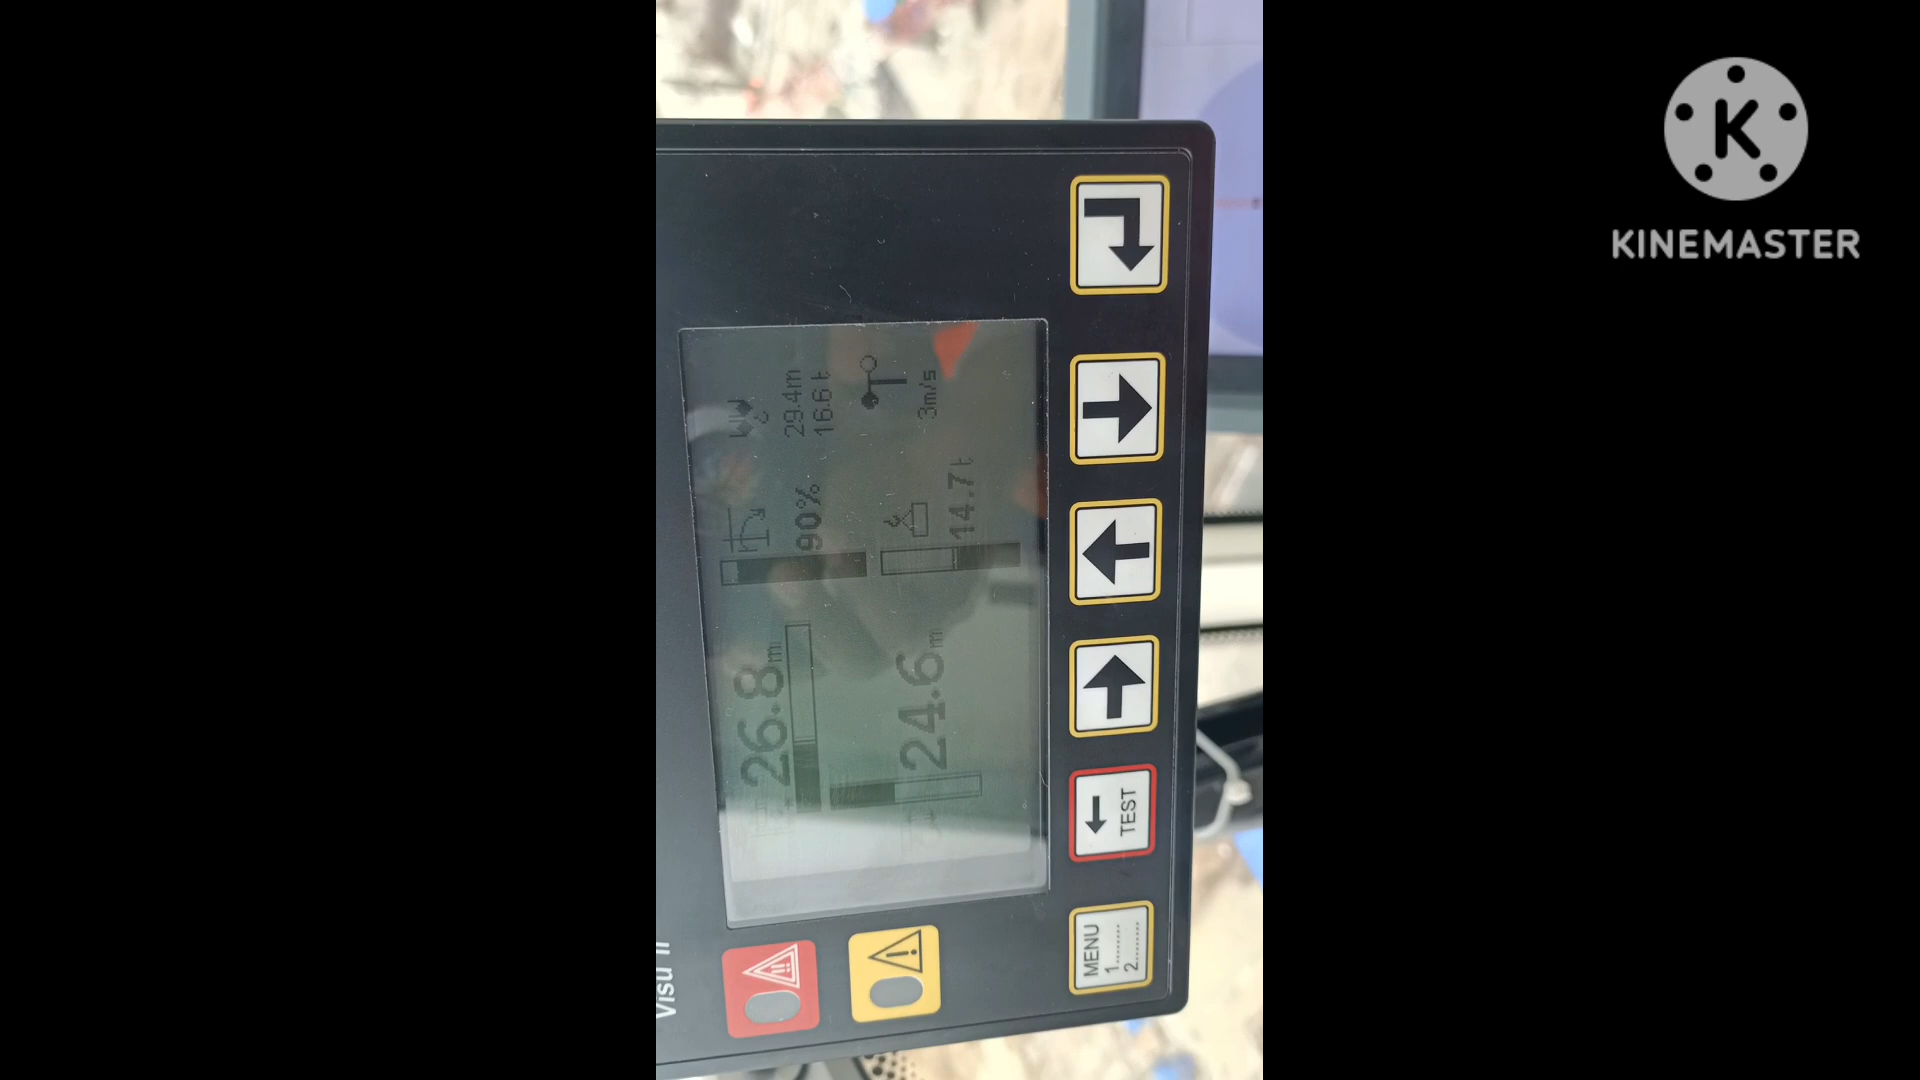 Visu II
26.8m
90%
29.4m
16.6t
24.6m
14.7t
3m/s
MENU
1........
2........
TEST
KINEMASTER